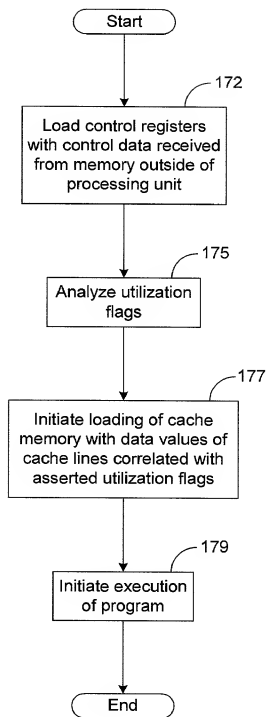 Start
172
Load control registers
with control data received
from memory outside of
processing unit
175
Analyze utilization
flags
177
Initiate loading of cache
memory with data values of
cache lines correlated with
asserted utilization flags
179
Initiate execution
of program
End